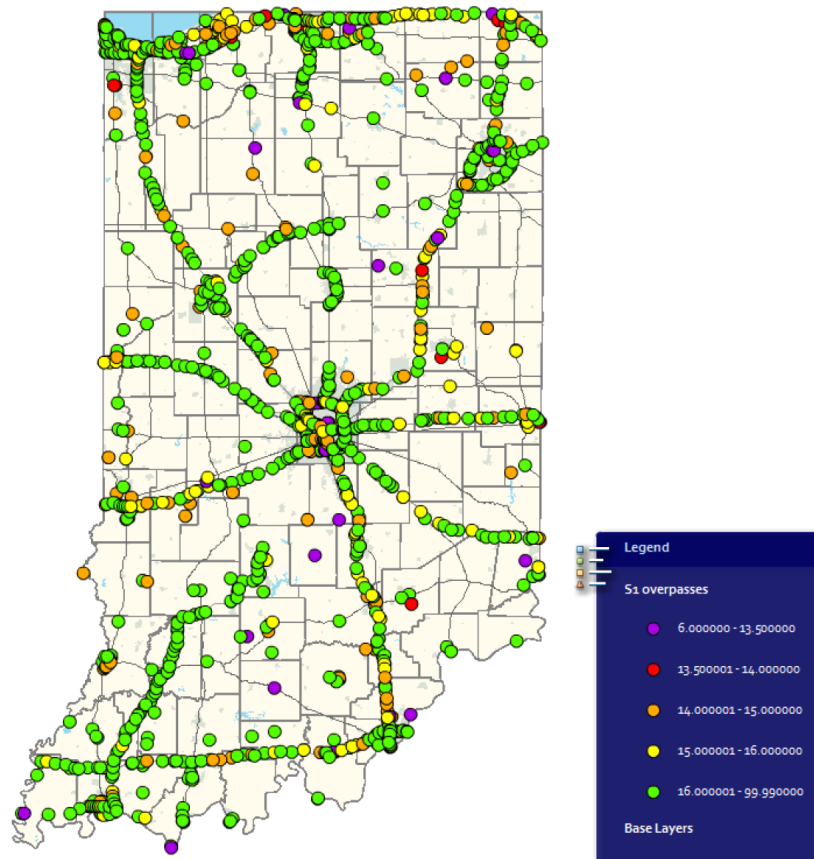 Legend
S1 overpasses
6.000000 - 13.500000
13.500001 - 14.000000
14.000001 - 15.000000
15.000001 - 16.000000
16.000001 - 99.990000
Base Layers